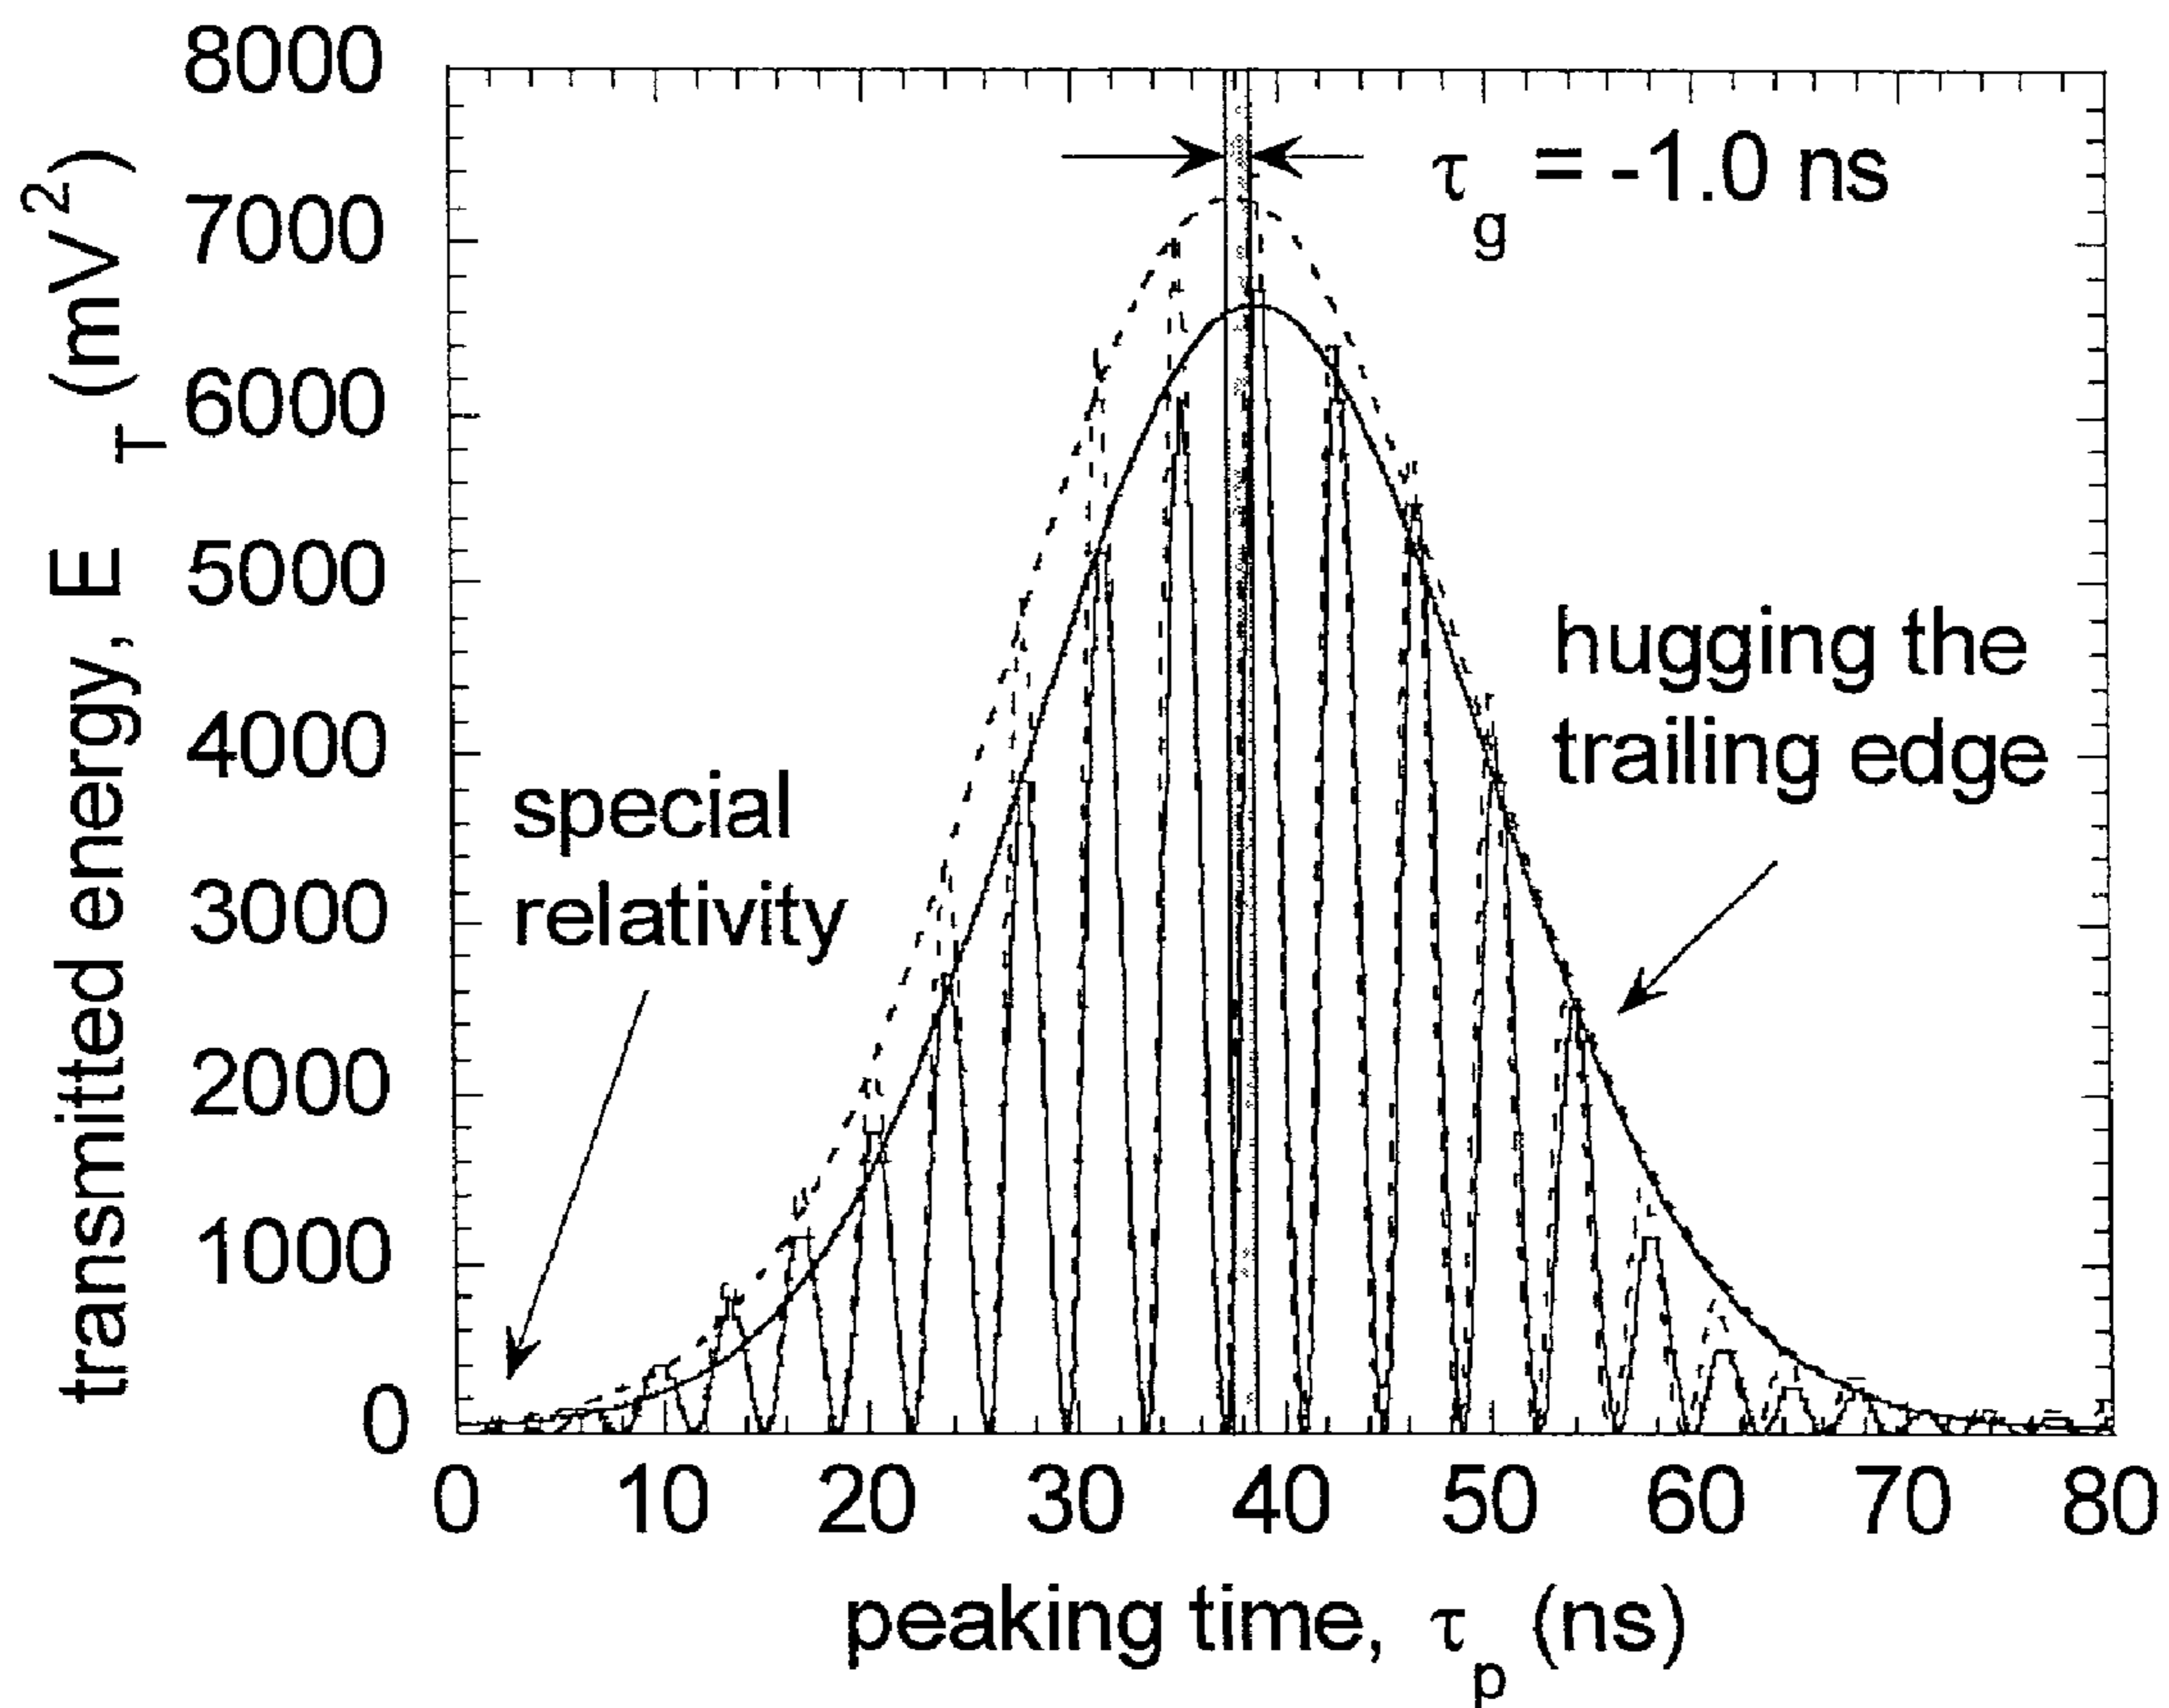 8000
7000
6000
5000
4000
3000
2000
1000
0
transmitted energy, E T (mV²)
τg = -1.0 ns
special
relativity
hugging the
trailing edge
0 10 20 30 40 50 60 70 80
peaking time, τp (ns)